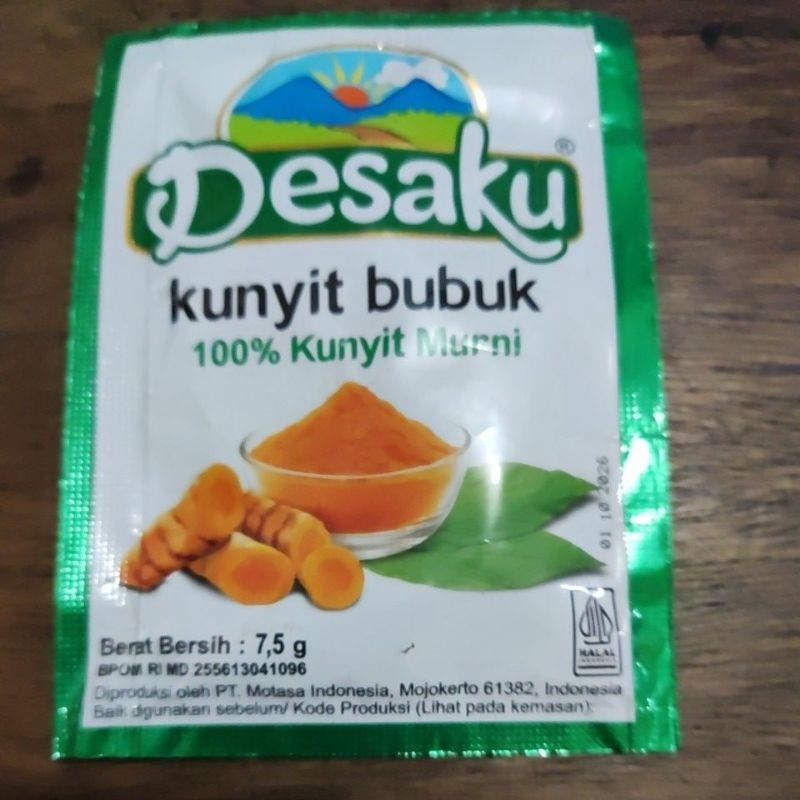 Desaku®
kunyit bubuk
100% Kunyit Murni
01 10 2026
HALAL
INDONESIA
Berat Bersih : 7,5 g
BPOM RI MD 255613041096
Diproduksi oleh PT. Motasa Indonesia, Mojokerto 61382, Indonesia
Baik digunakan sebelum/ Kode Produksi (Lihat pada kemasan):